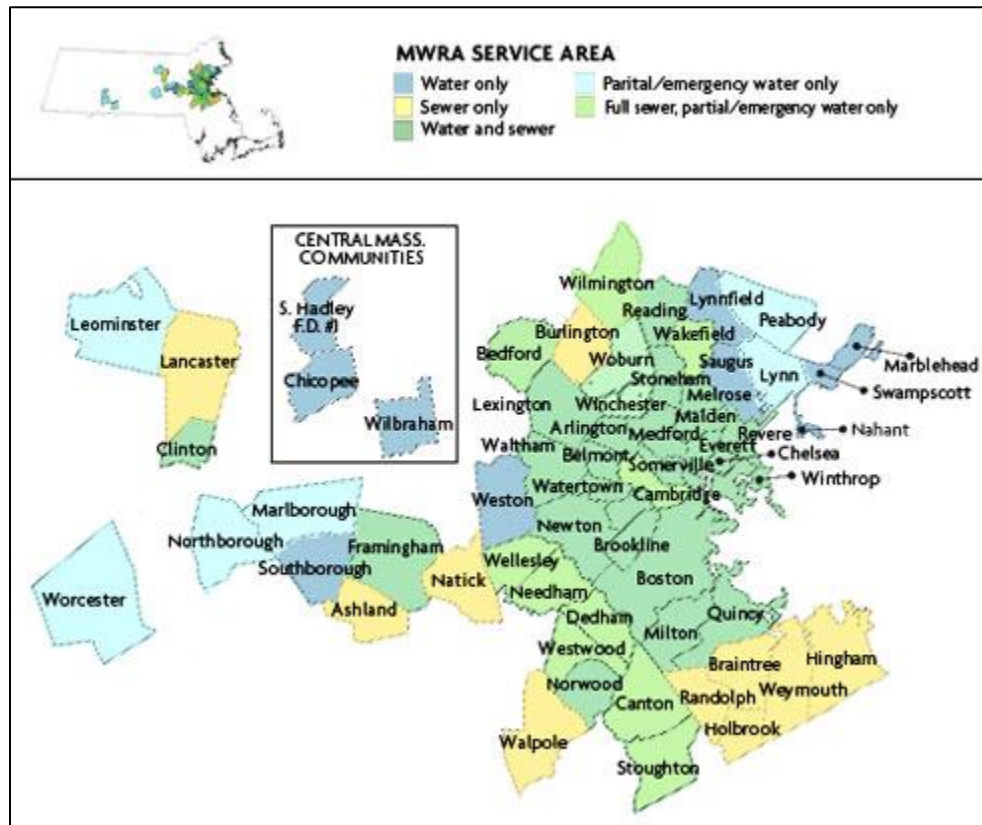 MWRA SERVICE AREA
Water only
Parital/emergency water only
Sewer only
Full sewer, partial/emergency water only
Water and sewer
CENTRAL MASS.
COMMUNITIES
S. Hadley
F.D. #1
Chicopee
Wilbraham
Leominster
Lancaster
Clinton
Wilmington
Reading
Lynnfield
Peabody
Burlington
Wakefield
Bedford
Woburn
Saugus
Lynn
Marblehead
Stoneham
Swampscott
Melrose
Lexington
Winchester
Malden
Arlington
Medford
Revere
Nahant
Waltham
Everett
Chelsea
Belmont
Somerville
Winthrop
Watertown
Cambridge
Weston
Marlborough
Northborough
Framingham
Newton
Brookline
Southborough
Wellesley
Natick
Needham
Boston
Worcester
Ashland
Dedham
Quincy
Milton
Westwood
Braintree
Hingham
Norwood
Canton
Randolph
Weymouth
Holbrook
Walpole
Stoughton